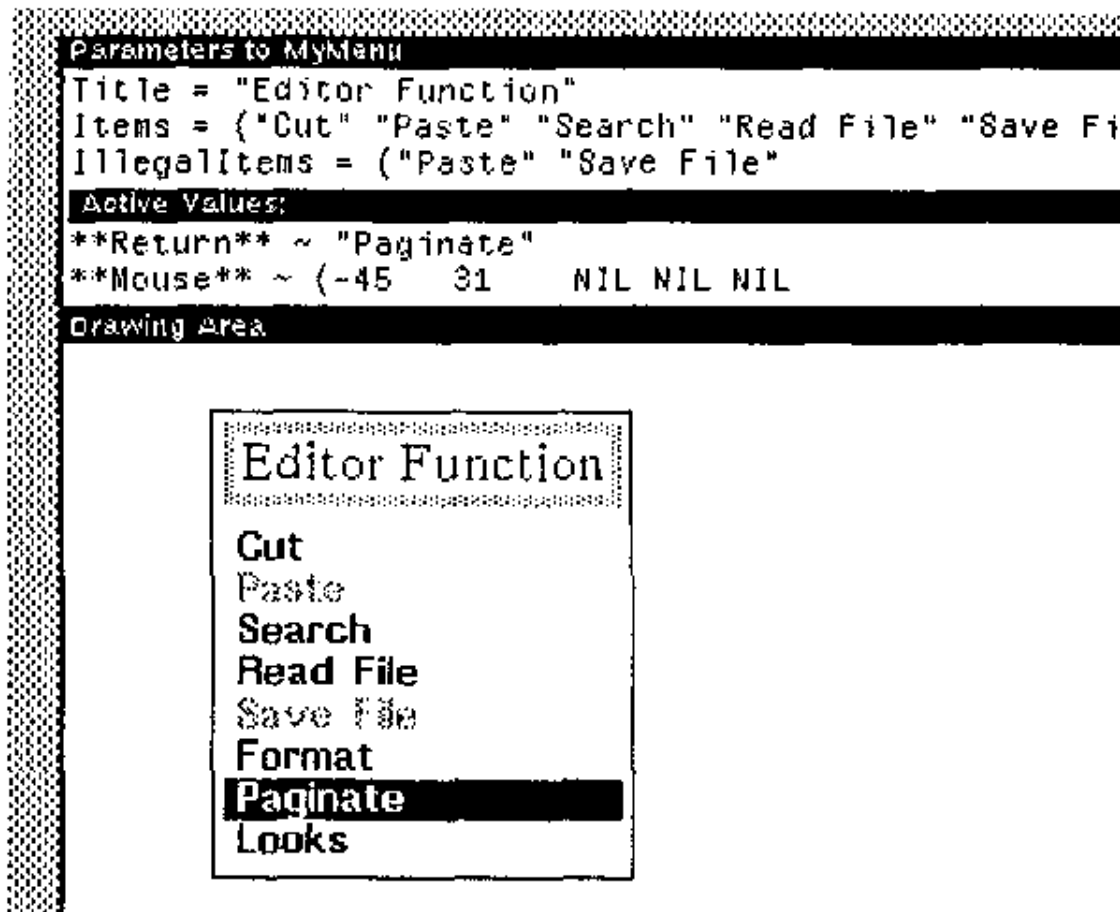 Parameters to MyMenu
Title = "Editor Function"
Items = ("Cut" "Paste" "Search" "Read File" "Save Fi
IllegalItems = ("Paste" "Save File"
Active Values:
**Return** ~ "Paginate"
**Mouse** ~ (-45 31 NIL NIL NIL
Drawing Area
Editor Function
Cut
Paste
Search
Read File
Save File
Format
Paginate
Looks